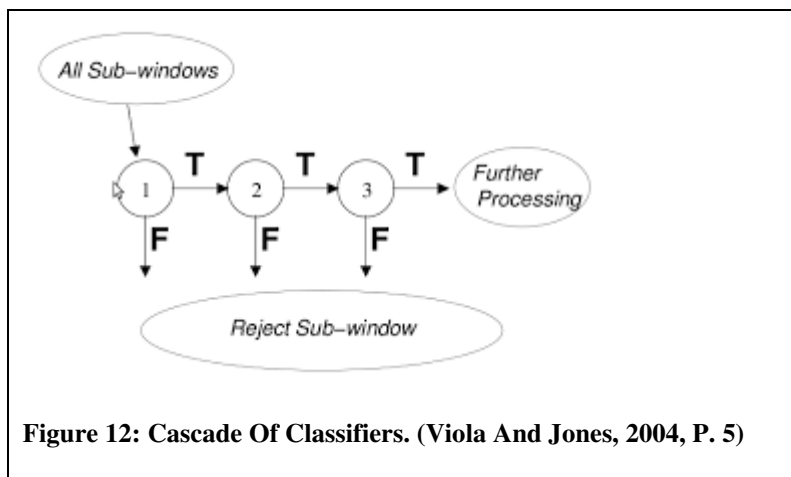 All Sub-windows
1 T 2 T 3 T
Further
Processing
F F F
Reject Sub-window
Figure 12: Cascade Of Classifiers. (Viola And Jones, 2004, P. 5)